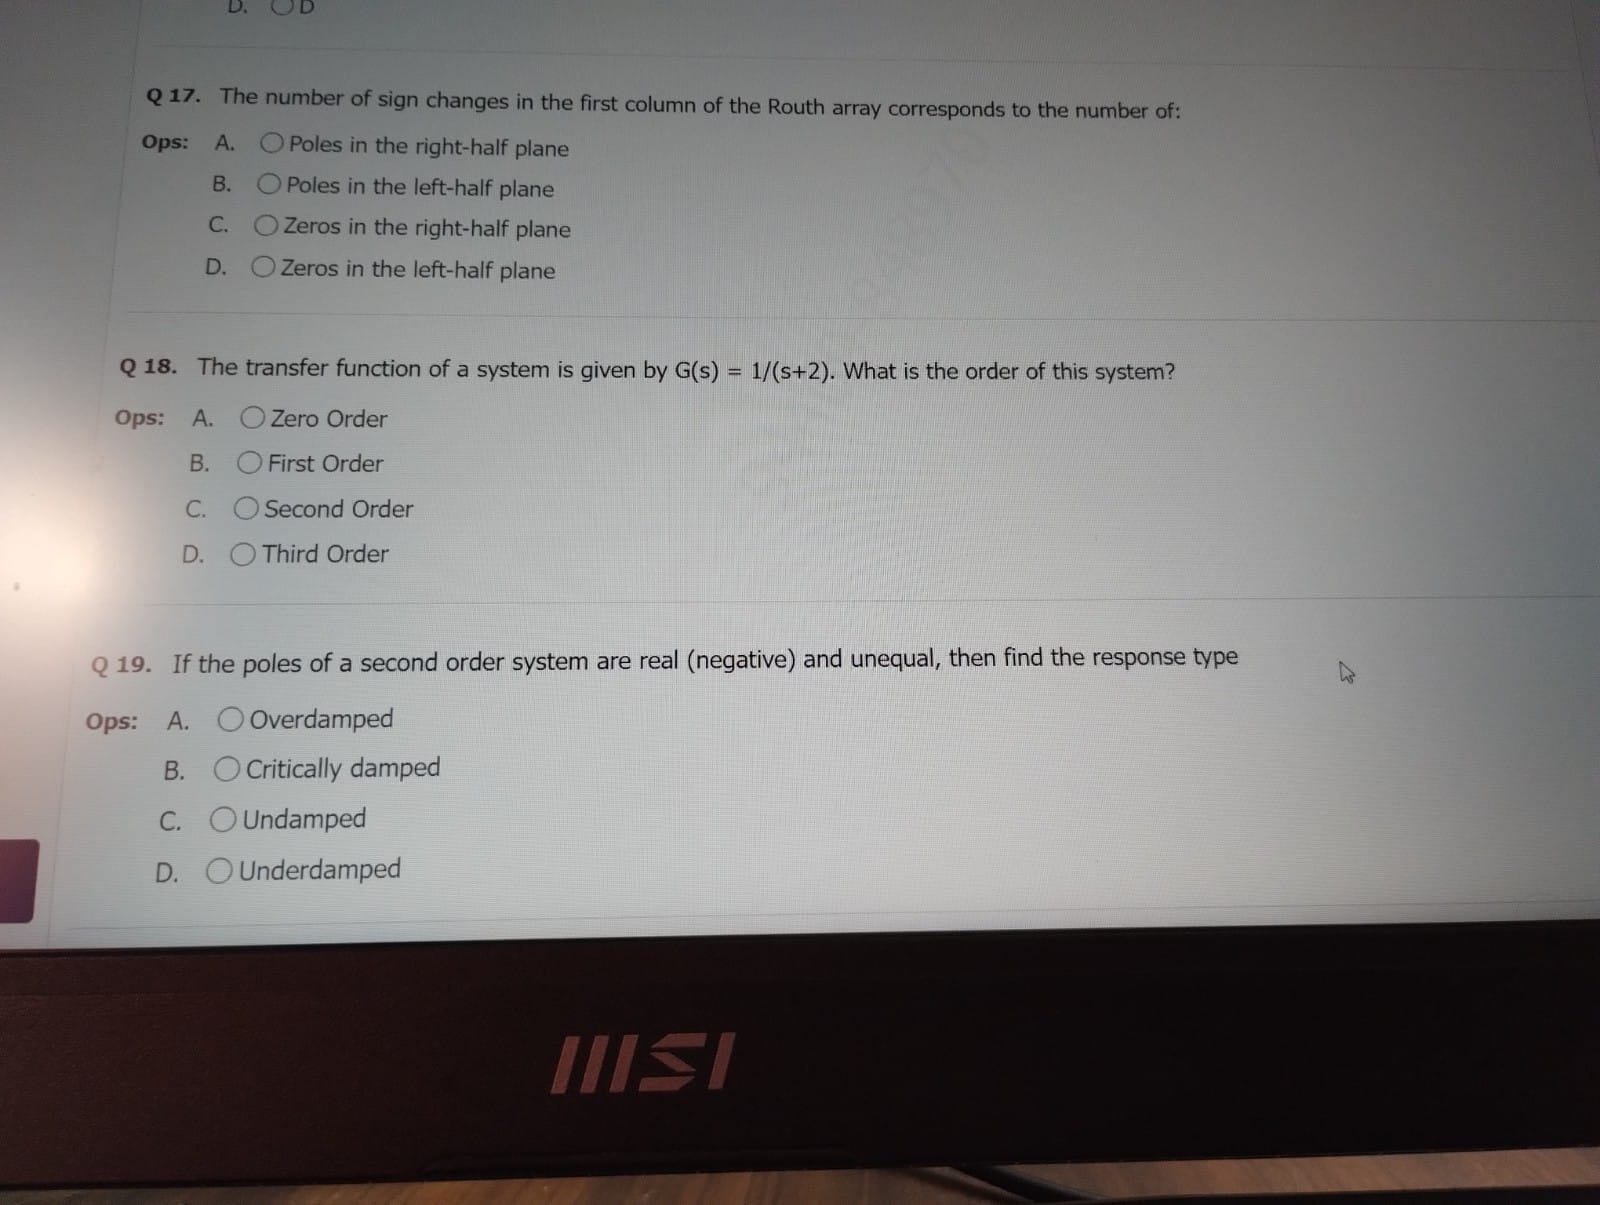 D. D
Q 17. The number of sign changes in the first column of the Routh array corresponds to the number of:
Ops: A. Poles in the right-half plane
B. Poles in the left-half plane
C. Zeros in the right-half plane
D. Zeros in the left-half plane
Q 18. The transfer function of a system is given by G(s) = 1/(s+2). What is the order of this system?
Ops: A. Zero Order
B. First Order
C. Second Order
D. Third Order
Q 19. If the poles of a second order system are real (negative) and unequal, then find the response type
Ops: A. Overdamped
B. Critically damped
C. Undamped
D. Underdamped
msi